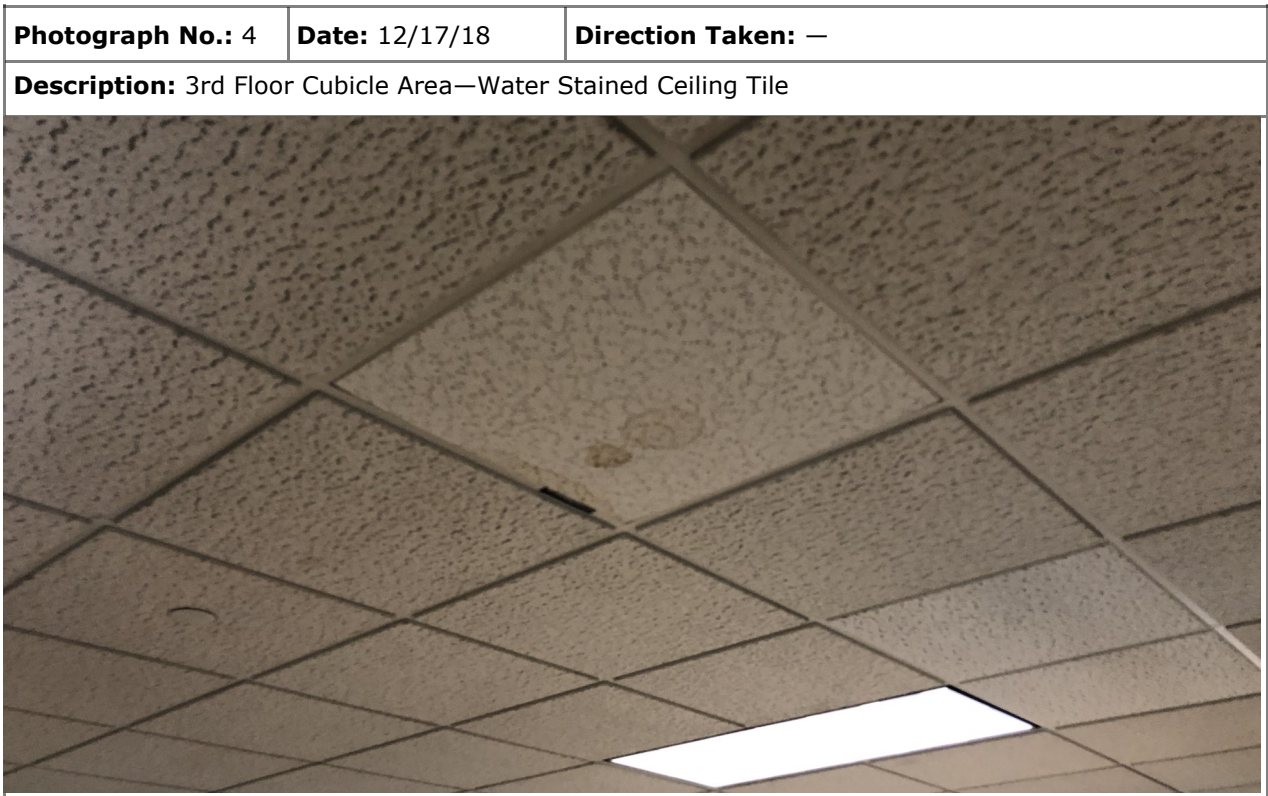 Photograph No.: 4 Date: 12/17/18 Direction Taken: —
Description: 3rd Floor Cubicle Area—Water Stained Ceiling Tile